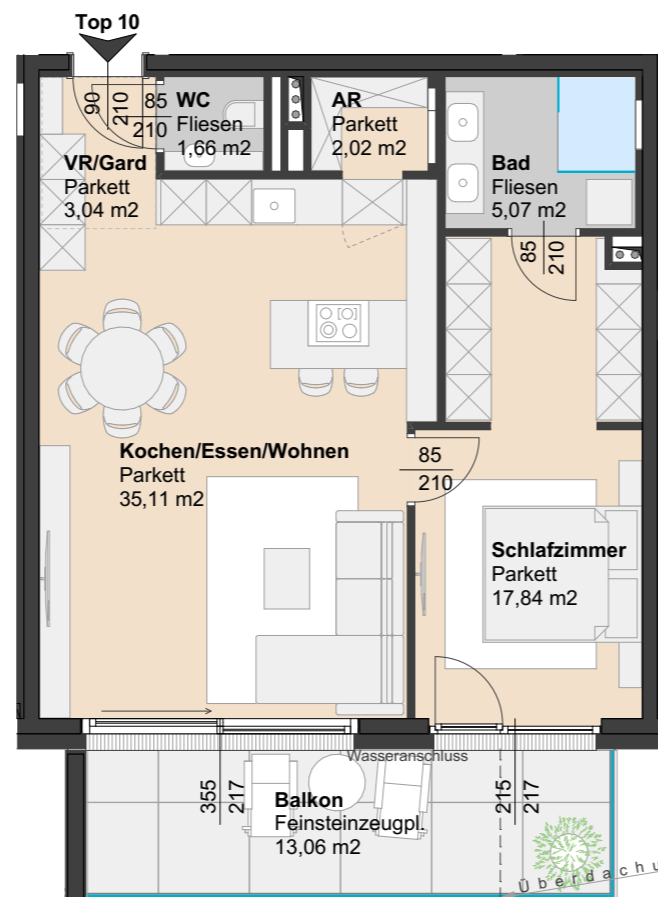 Top 10
90
210
85
210
WC
Fliesen
1,66 m2
AR
Parkett
2,02 m2
VR/Gard
Parkett
3,04 m2
Bad
Fliesen
5,07 m2
85
210
Kochen/Essen/Wohnen
Parkett
35,11 m2
85
210
Schlafzimmer
Parkett
17,84 m2
Wasseranschluss
355
217
Balkon
Feinsteinzeugpl.
13,06 m2
215
217
Überdachu